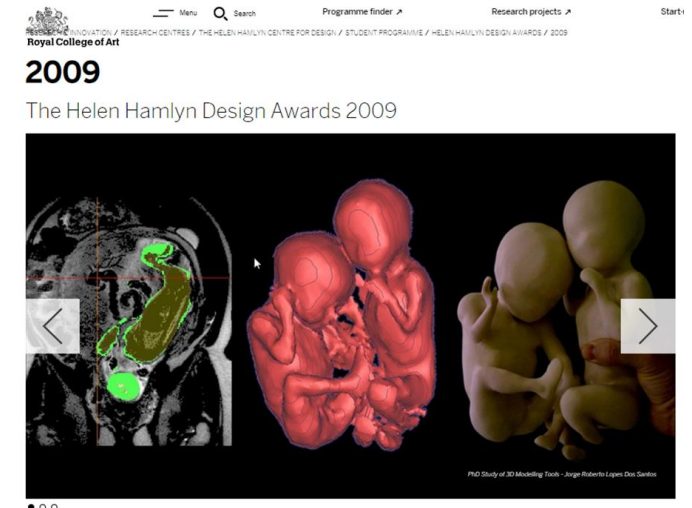 Menu
Search
Programme finder ↗
Research projects ↗
Start
INNOVATION / RESEARCH CENTRES / THE HELEN HAMLYN CENTRE FOR DESIGN / STUDENT PROGRAMME / HELEN HAMLYN DESIGN AWARDS / 2009
Royal College of Art
2009
The Helen Hamlyn Design Awards 2009
PhD Study of 3D Modelling Tools - Jorge Roberto Lopes Dos Santos